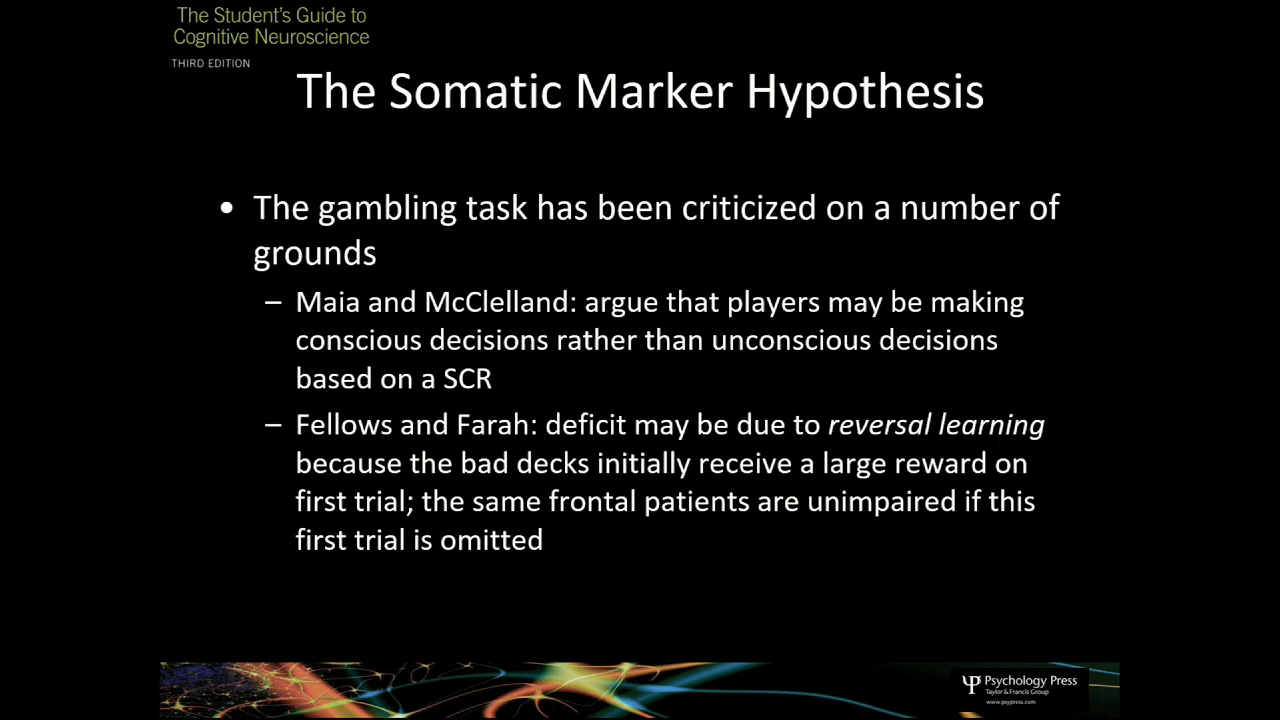 The Student's Guide to
Cognitive Neuroscience
THIRD EDITION
The Somatic Marker Hypothesis
• The gambling task has been criticized on a number of
grounds
– Maia and McClelland: argue that players may be making
conscious decisions rather than unconscious decisions
based on a SCR
– Fellows and Farah: deficit may be due to reversal learning
because the bad decks initially receive a large reward on
first trial; the same frontal patients are unimpaired if this
first trial is omitted
Psychology Press
Taylor & Francis Group
www.psypress.com